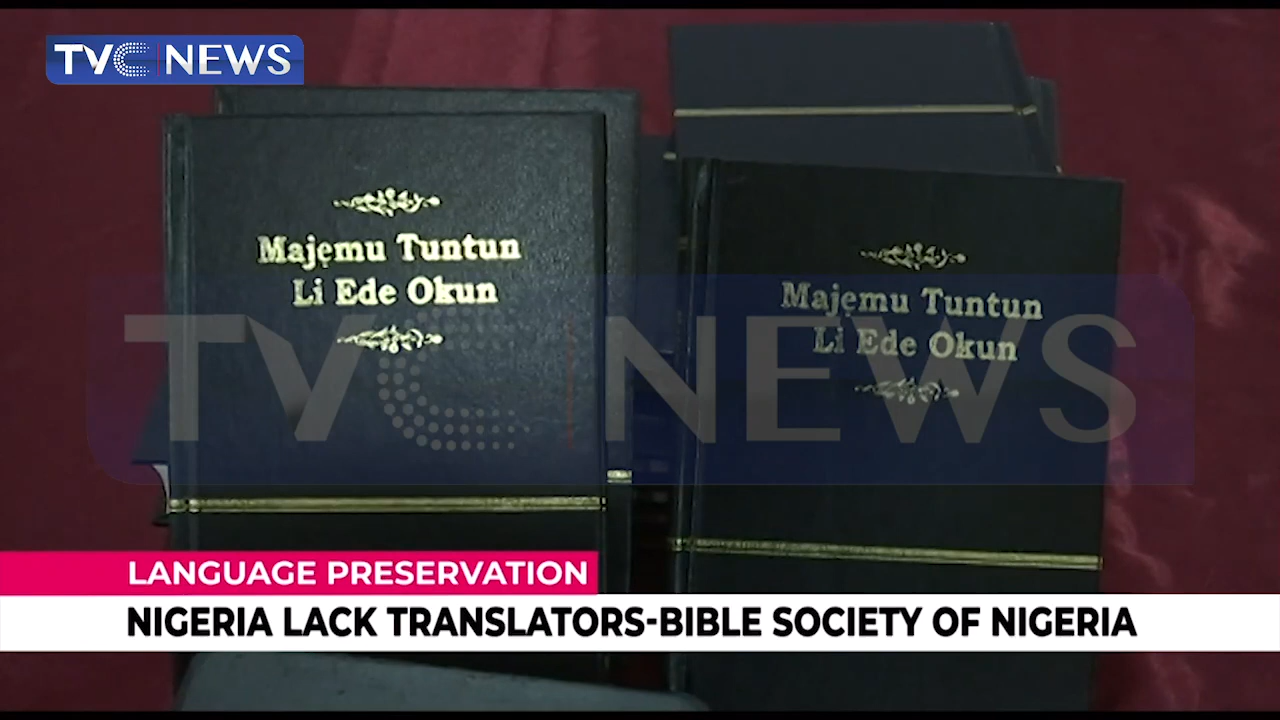 TVC NEWS
Majẹmu Tuntun
Li Ede Okun
Majẹmu Tuntun
Li Ede Okun
TVC NEWS
LANGUAGE PRESERVATION
NIGERIA LACK TRANSLATORS-BIBLE SOCIETY OF NIGERIA